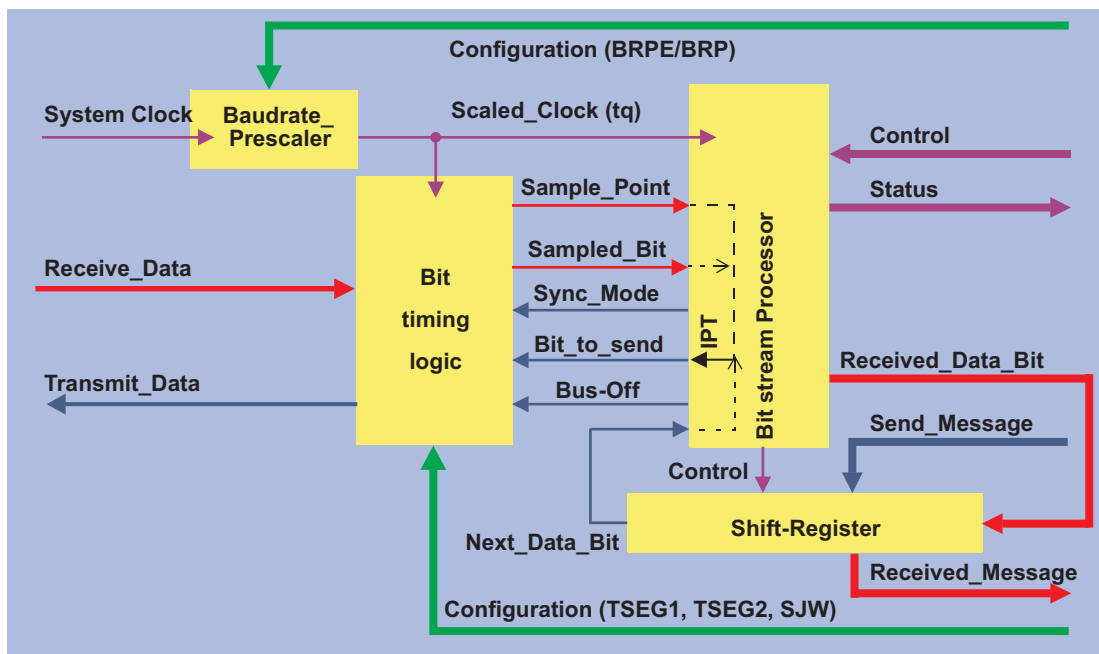 Configuration (BRPE/BRP)
System Clock
Baudrate_
Prescaler
Scaled_Clock (tq)
Control
Sample_Point
Status
Sampled_Bit
Receive_Data
Bit
timing
logic
Sync_Mode
Bit_to_send
IPT
Bit stream Processor
Received_Data_Bit
Transmit_Data
Bus-Off
Send_Message
Control
Shift-Register
Next_Data_Bit
Received_Message
Configuration (TSEG1, TSEG2, SJW)